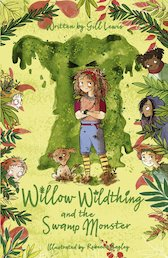 Written by Gill Lewis
Willow Wildthing
and the
Swamp Monster
Illustrated by Rebecca Bagley